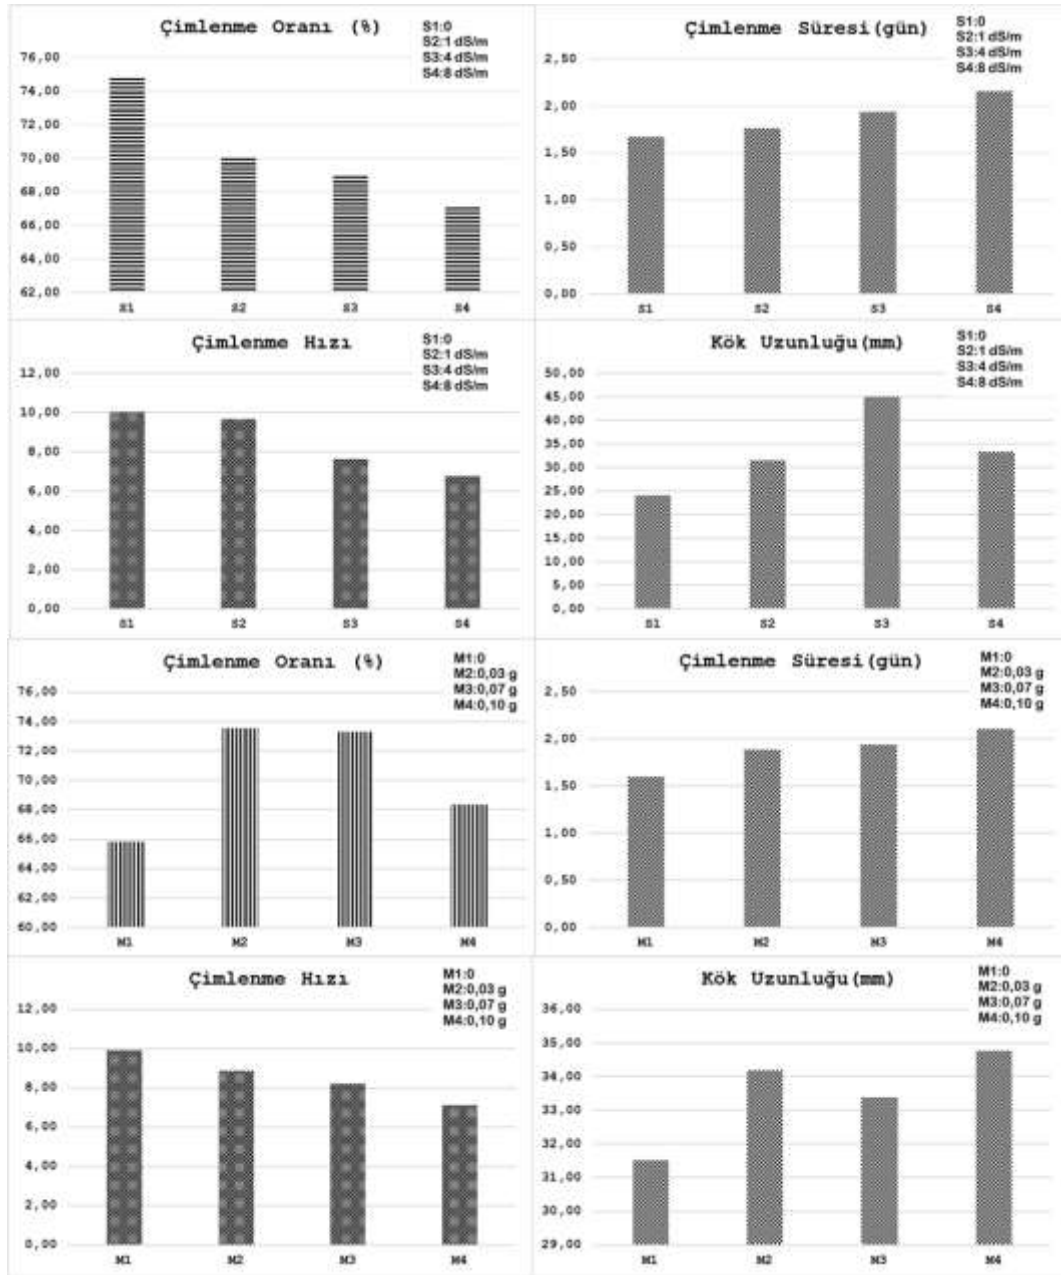 Çimlenme Oranı (%)
S1:0
S2:1 dS/m
S3:4 dS/m
S4:8 dS/m
76,00
74,00
72,00
70,00
68,00
66,00
64,00
62,00
S1 S2 S3 S4
Çimlenme Süresi(gün)
S1:0
S2:1 dS/m
S3:4 dS/m
S4:8 dS/m
2,50
2,00
1,50
1,00
0,50
0,00
S1 S2 S3 S4
Çimlenme Hızı
S1:0
S2:1 dS/m
S3:4 dS/m
S4:8 dS/m
12,00
10,00
8,00
6,00
4,00
2,00
0,00
S1 S2 S3 S4
Kök Uzunluğu(mm)
S1:0
S2:1 dS/m
S3:4 dS/m
S4:8 dS/m
50,00
45,00
40,00
35,00
30,00
25,00
20,00
15,00
10,00
5,00
0,00
S1 S2 S3 S4
Çimlenme Oranı (%)
M1:0
M2:0,03 g
M3:0,07 g
M4:0,10 g
76,00
74,00
72,00
70,00
68,00
66,00
64,00
62,00
60,00
M1 M2 M3 M4
Çimlenme Süresi(gün)
M1:0
M2:0,03 g
M3:0,07 g
M4:0,10 g
2,50
2,00
1,50
1,00
0,50
0,00
M1 M2 M3 M4
Çimlenme Hızı
M1:0
M2:0,03 g
M3:0,07 g
M4:0,10 g
12,00
10,00
8,00
6,00
4,00
2,00
0,00
M1 M2 M3 M4
Kök Uzunluğu(mm)
M1:0
M2:0,03 g
M3:0,07 g
M4:0,10 g
36,00
35,00
34,00
33,00
32,00
31,00
30,00
29,00
M1 M2 M3 M4